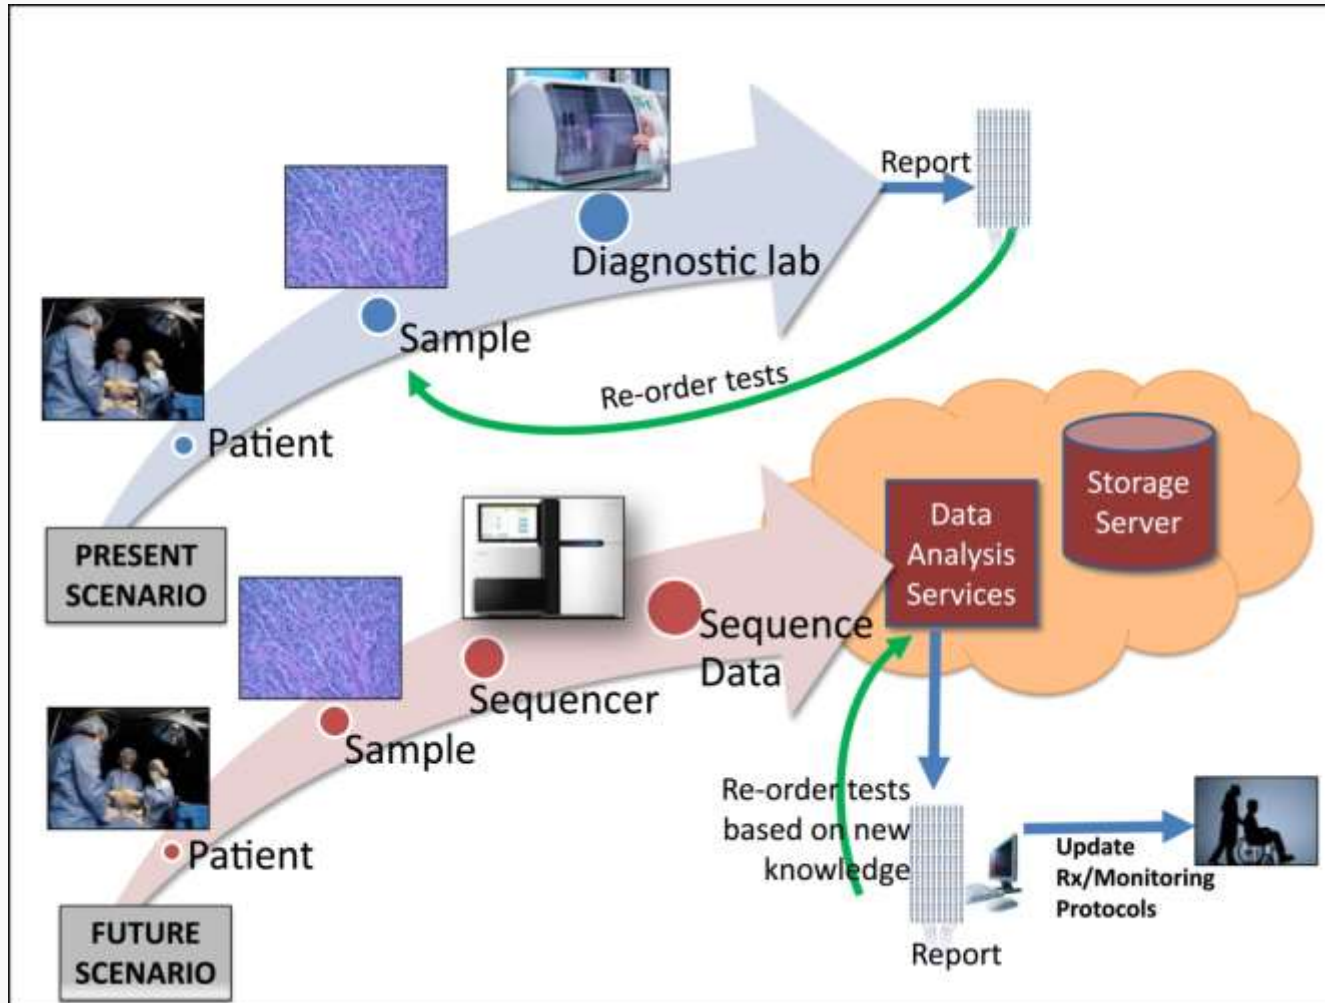 Report
Diagnostic lab
Sample
Re-order tests
Patient
PRESENT
SCENARIO
Storage
Server
Data
Analysis
Services
Sequence
Data
Sequencer
Sample
Patient
Re-order tests
based on new
knowledge
Update
Rx/Monitoring
Protocols
Report
FUTURE
SCENARIO